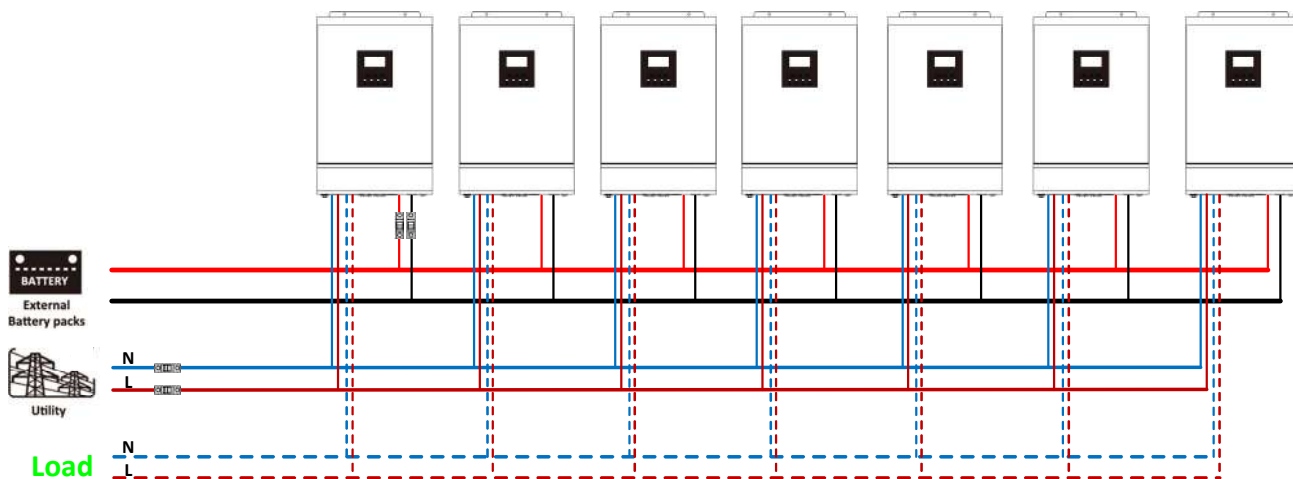 BATTERY
External
Battery packs
N
L
Utility
N
Load
L